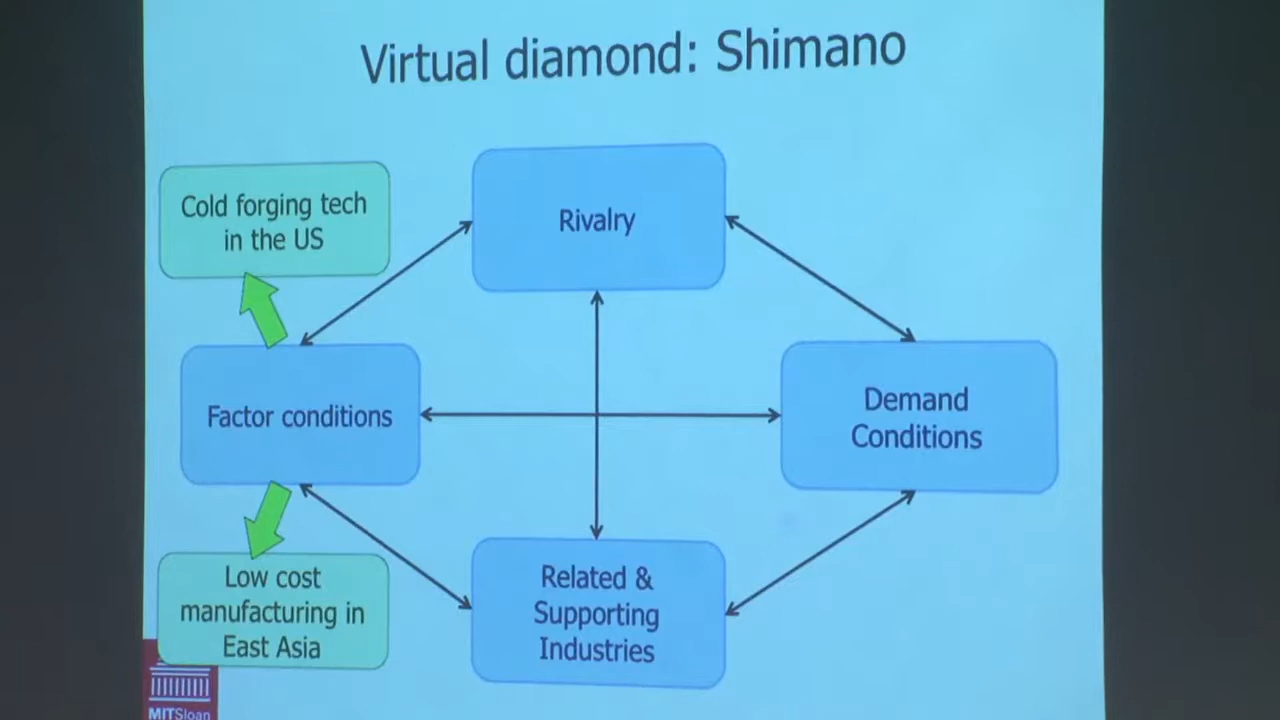 Virtual diamond: Shimano
Cold forging tech
in the US
Rivalry
Factor conditions
Demand
Conditions
Low cost
manufacturing in
East Asia
Related &
Supporting
Industries
MITSloan